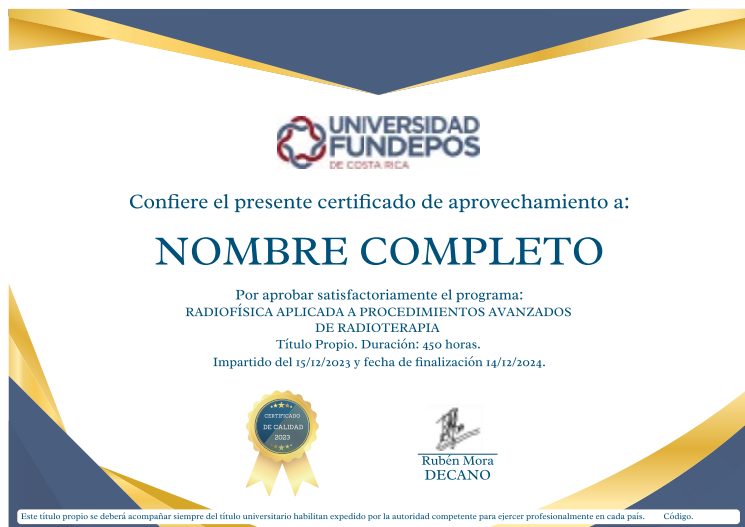 UNIVERSIDAD
FUNDEPOS
DE COSTA RICA
Confiere el presente certificado de aprovechamiento a:
NOMBRE COMPLETO
Por aprobar satisfactoriamente el programa:
RADIOFÍSICA APLICADA A PROCEDIMIENTOS AVANZADOS
DE RADIOTERAPIA
Título Propio. Duración: 450 horas.
Impartido del 15/12/2023 y fecha de finalización 14/12/2024.
CERTIFICADO
DE CALIDAD
2023
Rubén Mora
DECANO
Este título propio se deberá acompañar siempre del título universitario habilitan expedido por la autoridad competente para ejercer profesionalmente en cada país. Código.